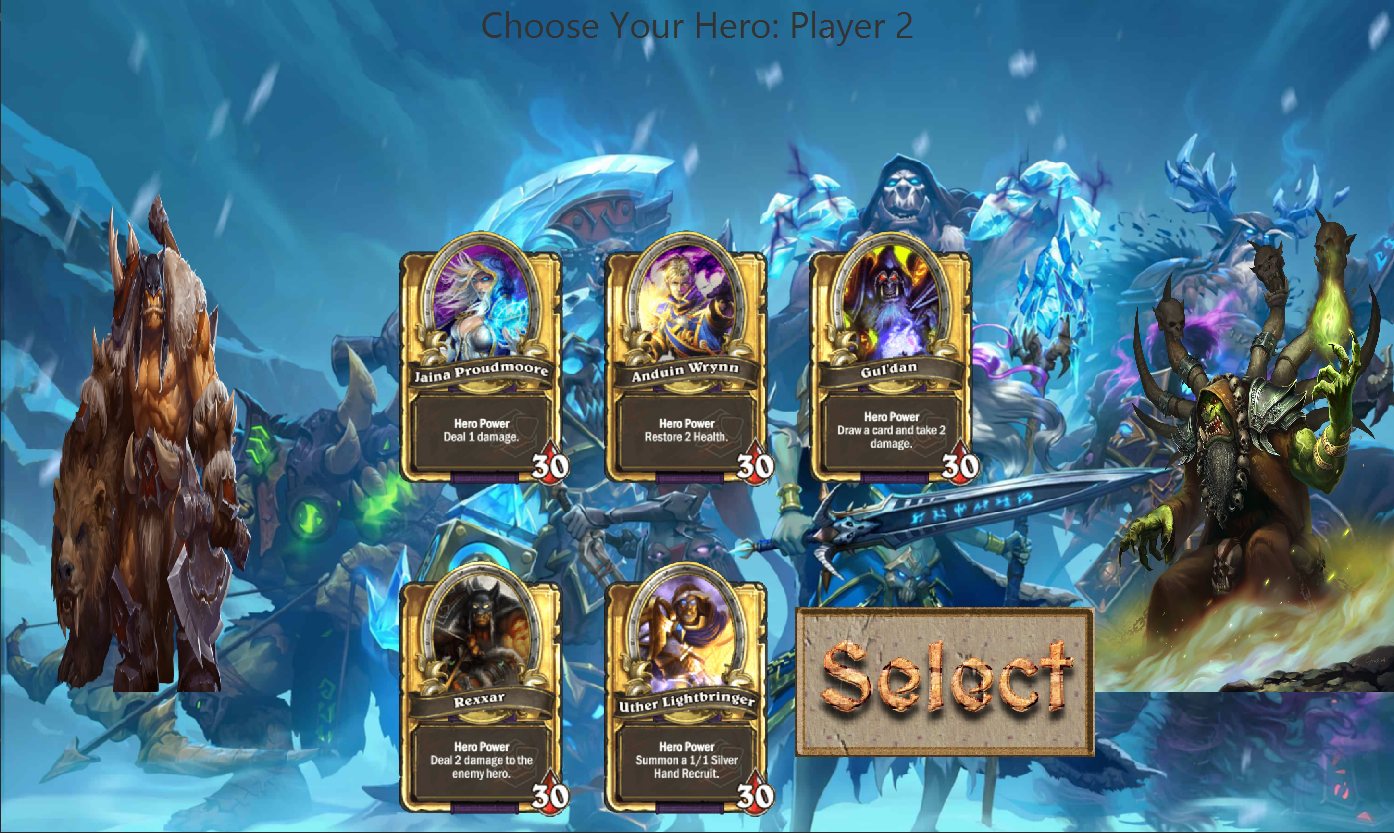 Choose Your Hero: Player 2
Jaina Proudmoore
Hero Power
Deal 1 damage.
30
Anduin Wrynn
Hero Power
Restore 2 Health.
30
Gul'dan
Hero Power
Draw a card and take 2
damage.
30
Rexxar
Hero Power
Deal 2 damage to the
enemy hero.
30
Uther Lightbringer
Hero Power
Summon a 1/1 Silver
Hand Recruit.
30
Select